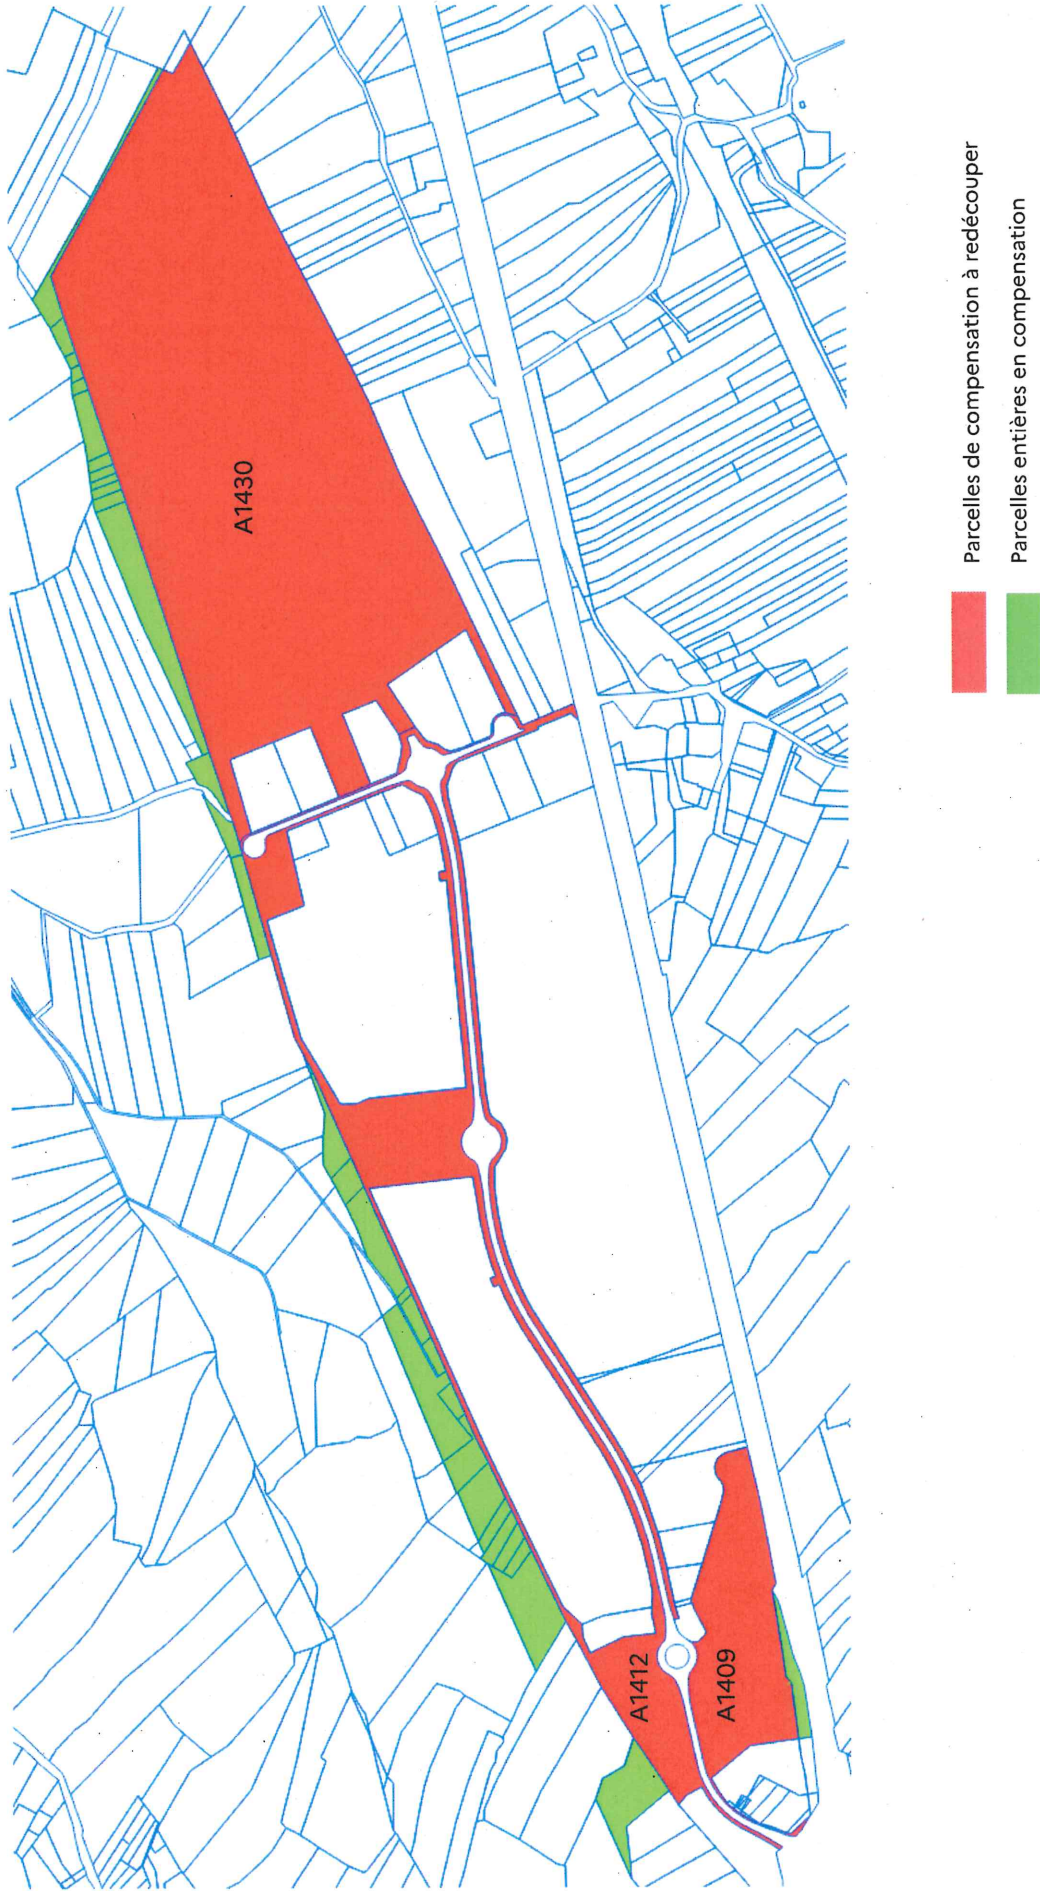 A1430
A1412
A1409
Parcelles de compensation à redécouper
Parcelles entières en compensation